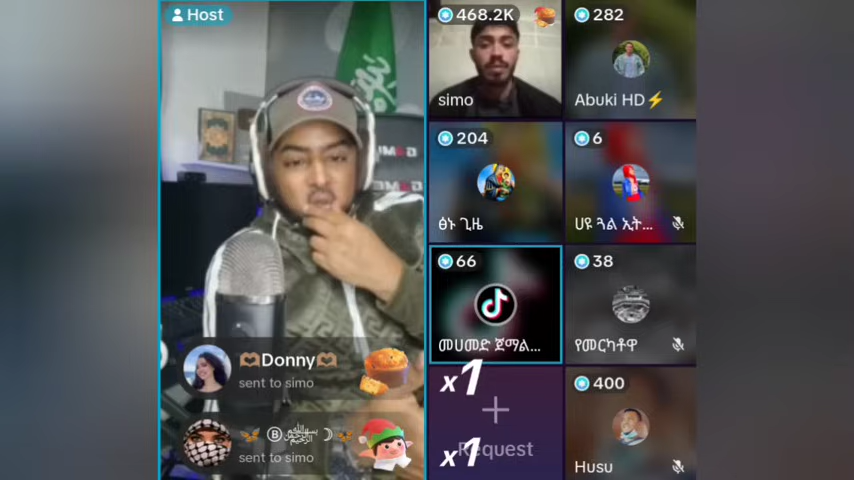 Host
468.2K
simo
282
Abuki HD⚡
204
ፅኑ ጊዜ
6
ሀዩ ጓል ኢት...
66
መሀመድ ጀማል...
38
የመርካቶዋ
🫶🏽Donny🫶🏽
sent to simo
x1
Request
400
Husu
🦋 Ⓑ﷽☽🦋
sent to simo
x1